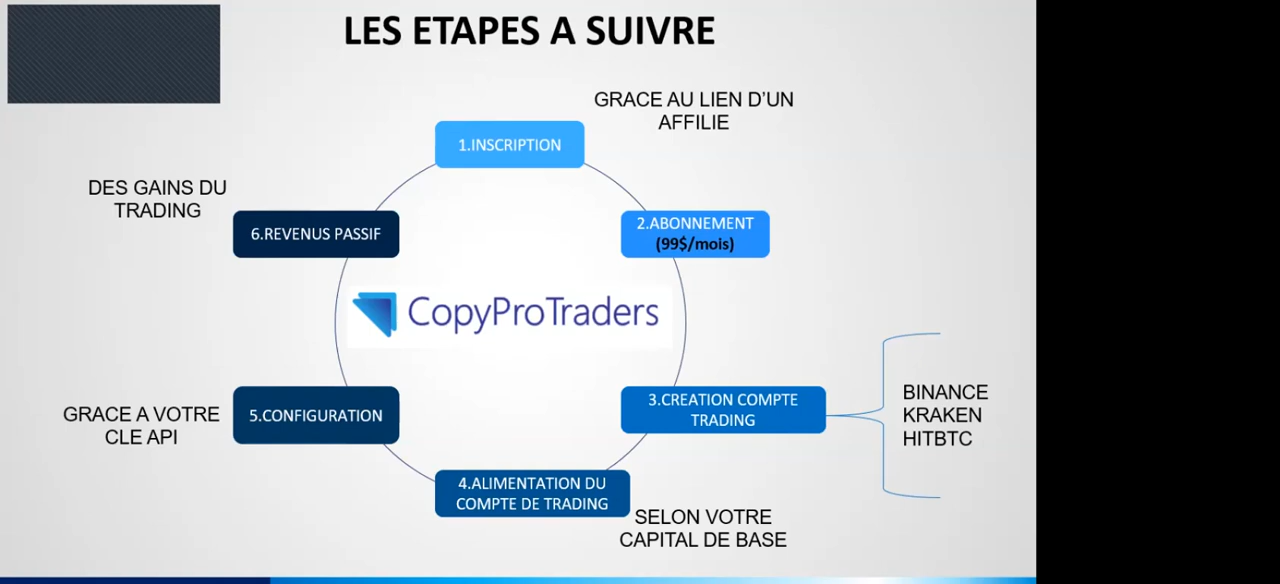 LES ETAPES A SUIVRE
GRACE AU LIEN D'UN
AFFILIE
1.INSCRIPTION
2.ABONNEMENT
(99$/mois)
3.CREATION COMPTE
TRADING
BINANCE
KRAKEN
HITBTC
4.ALIMENTATION DU
COMPTE DE TRADING
SELON VOTRE
CAPITAL DE BASE
5.CONFIGURATION
GRACE A VOTRE
CLE API
6.REVENUS PASSIF
DES GAINS DU
TRADING
CopyProTraders